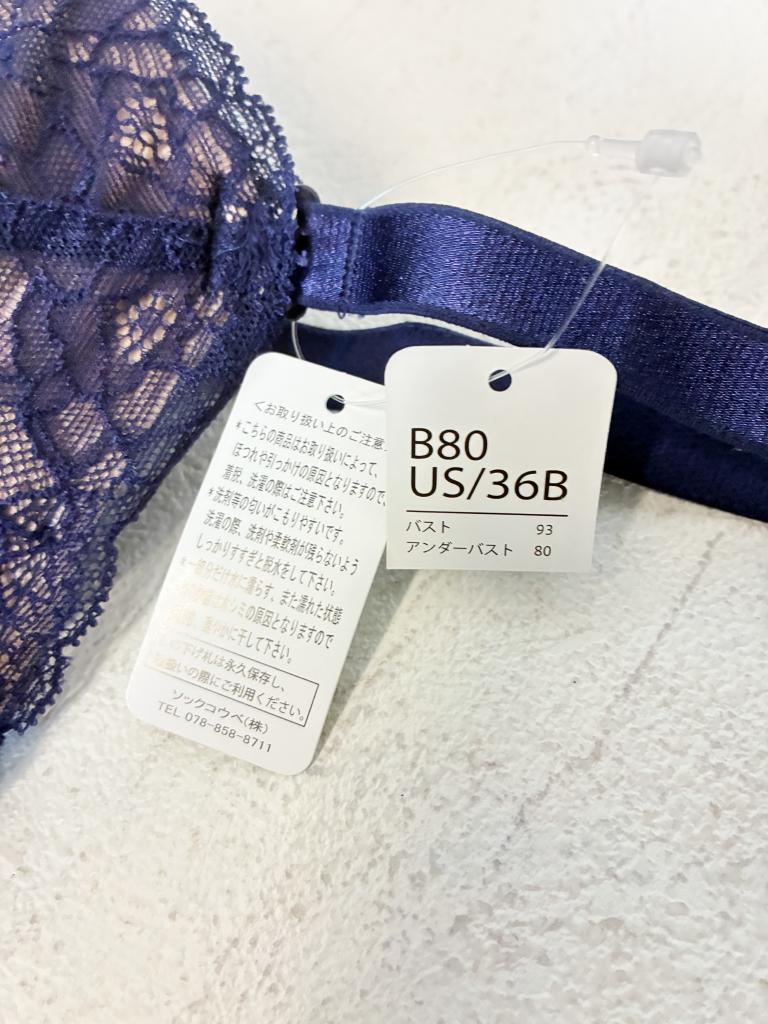 <お取り扱い上のご注意
*こちらの商品はお取り扱いによって、
ほつれや引っかけの原因となりますので、
着脱、洗濯の際はご注意下さい。
*洗剤等の匂いがこもりやすいです。
洗濯の際、洗剤や柔軟剤が残らないよう
しっかりすすぎと脱水をして下さい。
*一部分だけ水に濡らす、また濡れた状態
シミの原因となりますので
やかに干して下さい。
下げ札は永久保存し、
扱いの際にご利用ください。
ソックコウベ(株)
TEL 078-858-8711
B80
US/36B
バスト 93
アンダーバスト 80